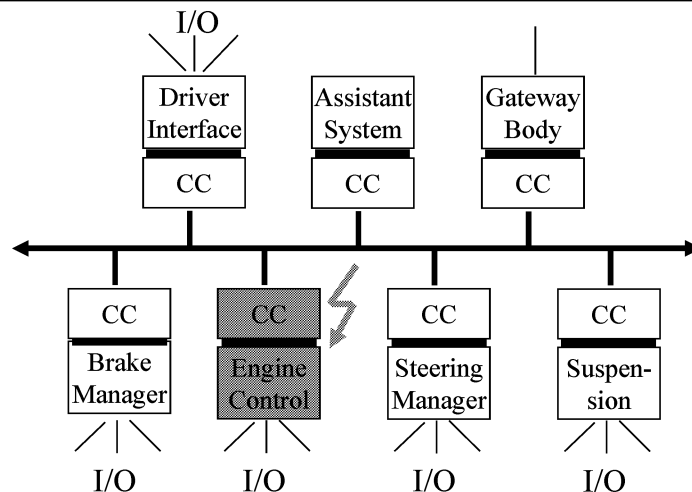 I/O
Driver
Interface
Assistant
System
Gateway
Body
CC
CC
CC
CC
CC
CC
CC
Brake
Manager
Engine
Control
Steering
Manager
Suspen-
sion
I/O
I/O
I/O
I/O